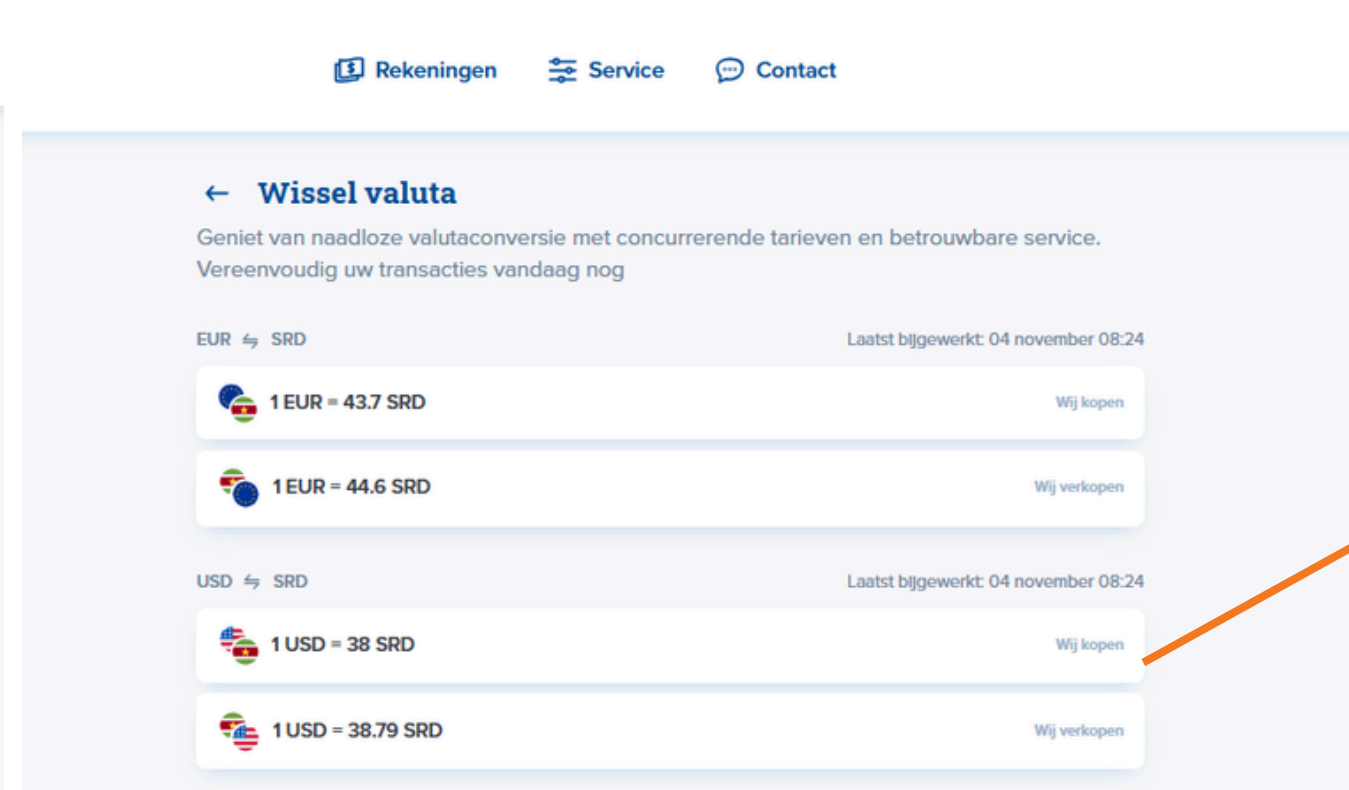 Rekeningen Service Contact
← Wissel valuta
Geniet van naadloze valutaconversie met concurrerende tarieven en betrouwbare service.
Vereenvoudig uw transacties vandaag nog
EUR ⇋ SRD Laatst bijgewerkt: 04 november 08:24
1 EUR = 43.7 SRD Wij kopen
1 EUR = 44.6 SRD Wij verkopen
USD ⇋ SRD Laatst bijgewerkt: 04 november 08:24
1 USD = 38 SRD Wij kopen
1 USD = 38.79 SRD Wij verkopen